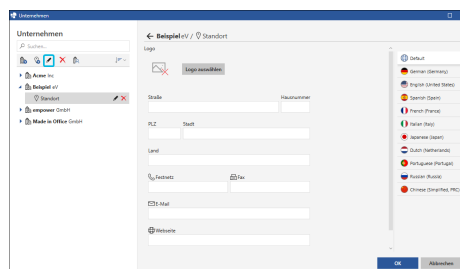 Unternehmen
Unternehmen
Suchen...
Acme Inc
Beispiel eV
Standort
empower GmbH
Made in Office GmbH
Beispiel eV / Standort
Logo
Logo auswählen
Straße
Hausnummer
PLZ
Stadt
Land
Festnetz
Fax
E-Mail
Webseite
Default
German (Germany)
English (United States)
Spanish (Spain)
French (France)
Italian (Italy)
Japanese (Japan)
Dutch (Netherlands)
Portuguese (Portugal)
Russian (Russia)
Chinese (Simplified, PRC)
OK
Abbrechen